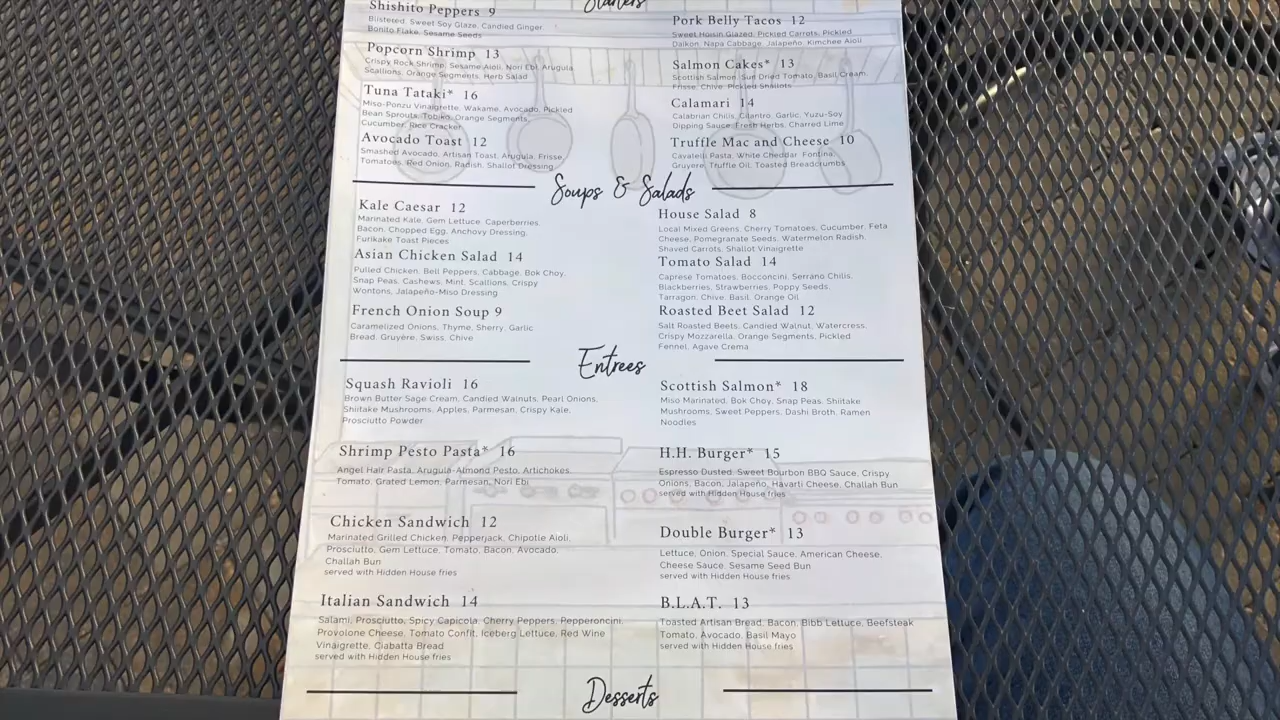 Starters
Shishito Peppers 9
Blistered, Sweet Soy Glaze, Candied Ginger,
Bonito Flake, Sesame Seeds
Popcorn Shrimp 13
Crispy Rock Shrimp, Sesame Aioli, Nori Ebi, Arugula,
Scallions, Orange Segments, Herb Salad
Tuna Tataki* 16
Miso-Ponzu Vinaigrette, Wakame, Avocado, Pickled
Bean Sprouts, Tobiko, Orange Segments,
Cucumber, Rice Cracker
Avocado Toast 12
Smashed Avocado, Artisan Toast, Arugula, Frisse,
Tomatoes, Red Onion, Radish, Shallot Dressing
Pork Belly Tacos 12
Sweet Hoisin Glazed, Pickled Carrots, Pickled
Daikon, Napa Cabbage, Jalapeño, Kimchee Aioli
Salmon Cakes* 13
Scottish Salmon, Sun Dried Tomato, Basil Cream,
Frisse, Chive, Pickled Shallots
Calamari 14
Calabrian Chilis, Cilantro, Garlic, Yuzu-Soy
Dipping Sauce, Fresh Herbs, Charred Lime
Truffle Mac and Cheese 10
Cavatelli Pasta, White Cheddar, Fontina,
Gruyère, Truffle Oil, Toasted Breadcrumbs
Soups & Salads
Kale Caesar 12
Marinated Kale, Gem Lettuce, Caperberries,
Bacon, Chopped Egg, Anchovy Dressing,
Furikake Toast Pieces
Asian Chicken Salad 14
Pulled Chicken, Bell Peppers, Cabbage, Bok Choy,
Snap Peas, Cashews, Mint, Scallions, Crispy
Wontons, Jalapeño-Miso Dressing
French Onion Soup 9
Caramelized Onions, Thyme, Sherry, Garlic
Bread, Gruyère, Swiss, Chive
House Salad 8
Local Mixed Greens, Cherry Tomatoes, Cucumber, Feta
Cheese, Pomegranate Seeds, Watermelon Radish,
Shaved Carrots, Shallot Vinaigrette
Tomato Salad 14
Caprese Tomatoes, Bocconcini, Serrano Chilis,
Blackberries, Strawberries, Poppy Seeds,
Tarragon, Chive, Basil, Orange Oil
Roasted Beet Salad 12
Salt Roasted Beets, Candied Walnut, Watercress,
Crispy Mozzarella, Orange Segments, Pickled
Fennel, Agave Crema
Entrees
Squash Ravioli 16
Brown Butter Sage Cream, Candied Walnuts, Pearl Onions,
Shiitake Mushrooms, Apples, Parmesan, Crispy Kale,
Prosciutto Powder
Shrimp Pesto Pasta* 16
Angel Hair Pasta, Arugula-Almond Pesto, Artichokes,
Tomato, Grated Lemon, Parmesan, Nori Ebi
Chicken Sandwich 12
Marinated Grilled Chicken, Pepperjack, Chipotle Aioli,
Prosciutto, Gem Lettuce, Tomato, Bacon, Avocado,
Challah Bun
served with Hidden House fries
Italian Sandwich 14
Salami, Prosciutto, Spicy Capicola, Cherry Peppers, Pepperoncini,
Provolone Cheese, Tomato Confit, Iceberg Lettuce, Red Wine
Vinaigrette, Ciabatta Bread
served with Hidden House fries
Scottish Salmon* 18
Miso Marinated, Bok Choy, Snap Peas, Shiitake
Mushrooms, Sweet Peppers, Dashi Broth, Ramen
Noodles
H.H. Burger* 15
Espresso Dusted, Sweet Bourbon BBQ Sauce, Crispy
Onions, Bacon, Jalapeño, Havarti Cheese, Challah Bun
served with Hidden House fries
Double Burger* 13
Lettuce, Onion, Special Sauce, American Cheese,
Cheese Sauce, Sesame Seed Bun
served with Hidden House fries
B.L.A.T. 13
Toasted Artisan Bread, Bacon, Bibb Lettuce, Beefsteak
Tomato, Avocado, Basil Mayo
served with Hidden House fries
Desserts